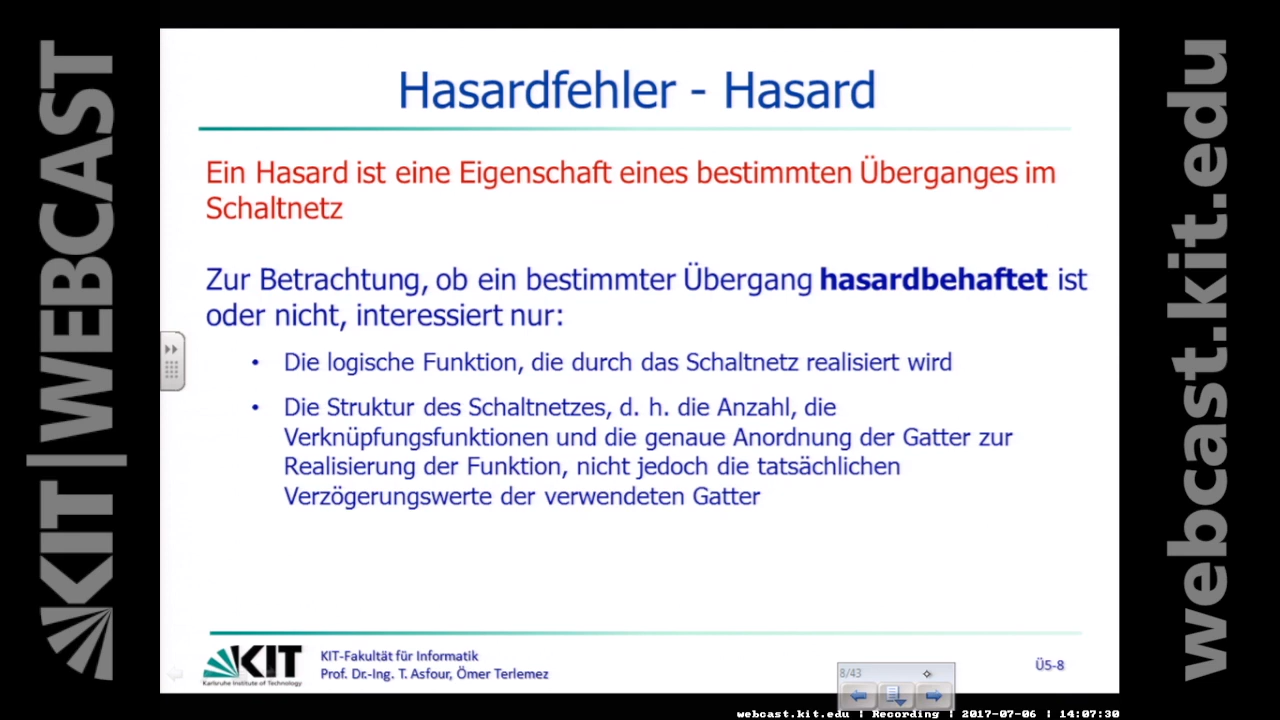 Hasardfehler - Hasard
Ein Hasard ist eine Eigenschaft eines bestimmten Überganges im
Schaltnetz
Zur Betrachtung, ob ein bestimmter Übergang hasardbehaftet ist
oder nicht, interessiert nur:
• Die logische Funktion, die durch das Schaltnetz realisiert wird
• Die Struktur des Schaltnetzes, d. h. die Anzahl, die
Verknüpfungsfunktionen und die genaue Anordnung der Gatter zur
Realisierung der Funktion, nicht jedoch die tatsächlichen
Verzögerungswerte der verwendeten Gatter
KIT
Karlsruhe Institute of Technology
KIT-Fakultät für Informatik
Prof. Dr.-Ing. T. Asfour, Ömer Terlemez
8/43
Ü5-8
KIT | WEBCAST
webcast.kit.edu
webcast.kit.edu | Recording | 2017-07-06 | 14:07:30